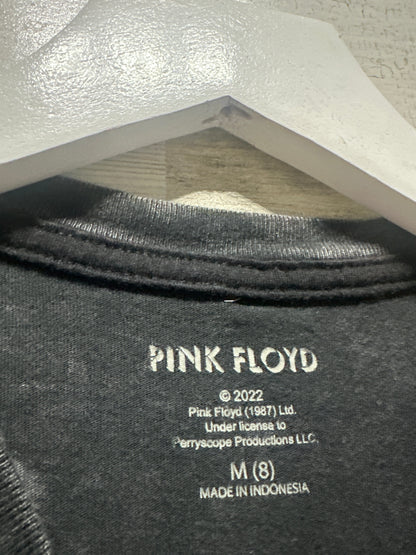 PINK FLOYD
© 2022
Pink Floyd (1987) Ltd.
Under license to
Perryscope Productions LLC.
M (8)
MADE IN INDONESIA